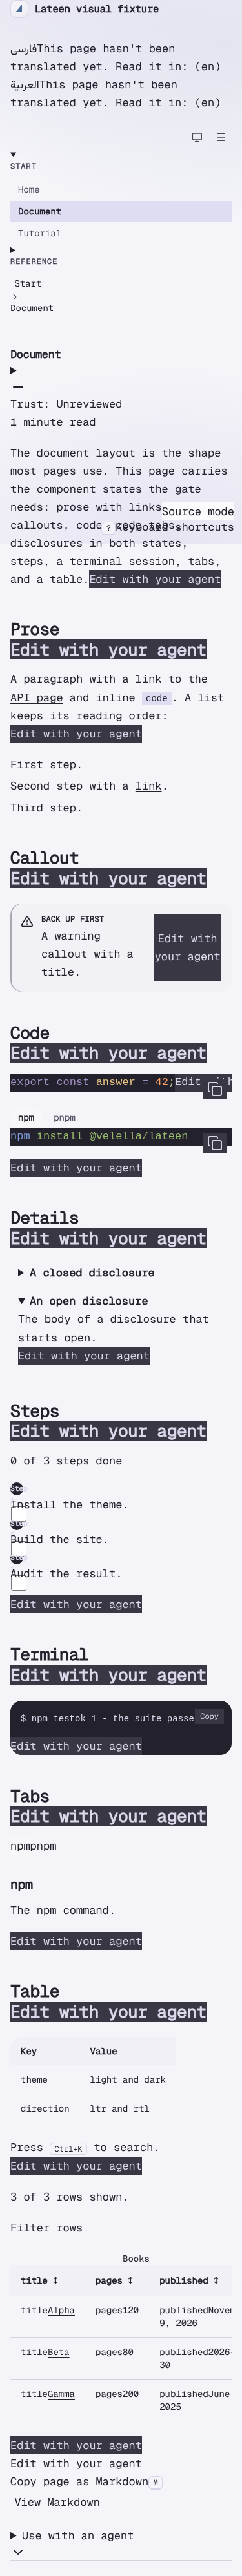 Lateen visual fixture
فارسیThis page hasn't been
translated yet. Read it in: (en)
العربيةThis page hasn't been
translated yet. Read it in: (en)
START
Home
Document
Tutorial
REFERENCE
Start
Document
Document
Trust: Unreviewed
1 minute read
The document layout is the shape
most pages use. This page carries
the component states the gate
needs: prose with links
Source mode
callouts, code, code tabs,
? Keyboard shortcuts
disclosures in both states,
steps, a terminal session, tabs,
and a table.Edit with your agent
Prose
Edit with your agent
A paragraph with a link to the
API page and inline code. A list
keeps its reading order:
Edit with your agent
First step.
Second step with a link.
Third step.
Callout
Edit with your agent
BACK UP FIRST
A warning
callout with a
title.
Edit with
your agent
Code
Edit with your agent
export const answer = 42;Edit
npm pnpm
npm install @velella/lateen
Edit with your agent
Details
Edit with your agent
A closed disclosure
An open disclosure
The body of a disclosure that
starts open.
Edit with your agent
Steps
Edit with your agent
0 of 3 steps done
Install the theme.
Build the site.
Audit the result.
Edit with your agent
Terminal
Edit with your agent
$ npm testok 1 - the suite passe
Copy
Edit with your agent
Tabs
Edit with your agent
npmpnpm
npm
The npm command.
Edit with your agent
Table
Edit with your agent
Key Value
theme light and dark
direction ltr and rtl
Press Ctrl+K to search.
Edit with your agent
3 of 3 rows shown.
Filter rows
Books
title ↕ pages ↕ published ↕
titleAlpha pages120 publishedNovem
9, 2026
titleBeta pages80 published2026-
30
titleGamma pages200 publishedJune
2025
Edit with your agent
Edit with your agent
Copy page as Markdown M
View Markdown
Use with an agent